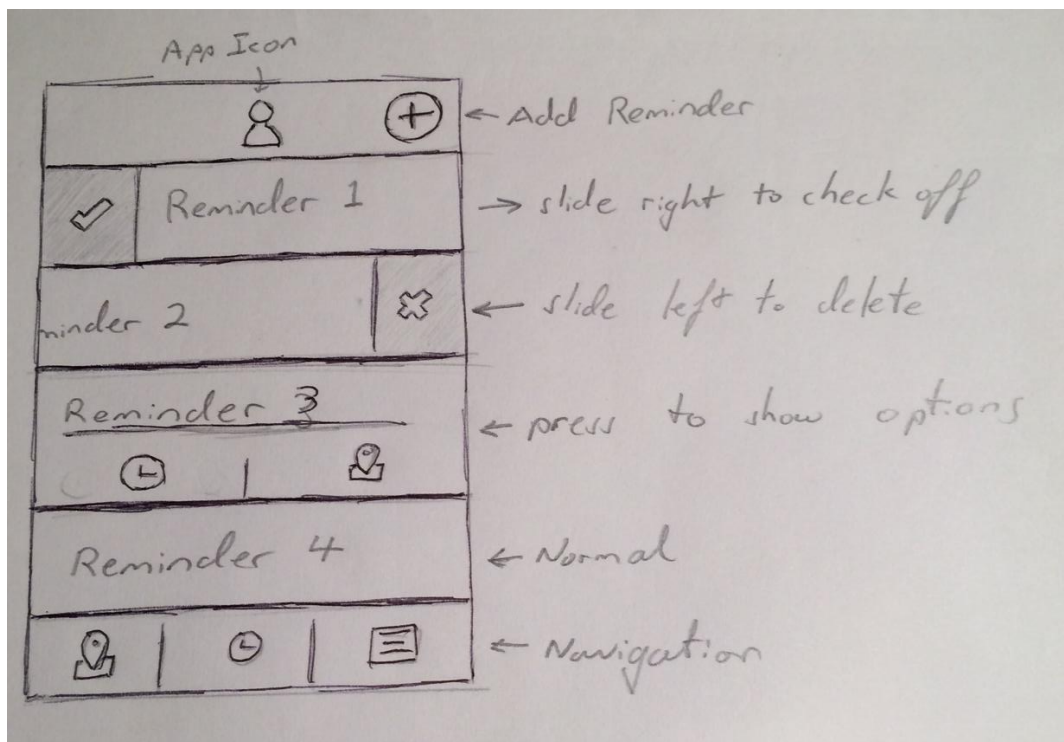 App Icon
Add Reminder
Reminder 1
slide right to check off
minder 2
slide left to delete
Reminder 3
press to show options
Reminder 4
Normal
Navigation